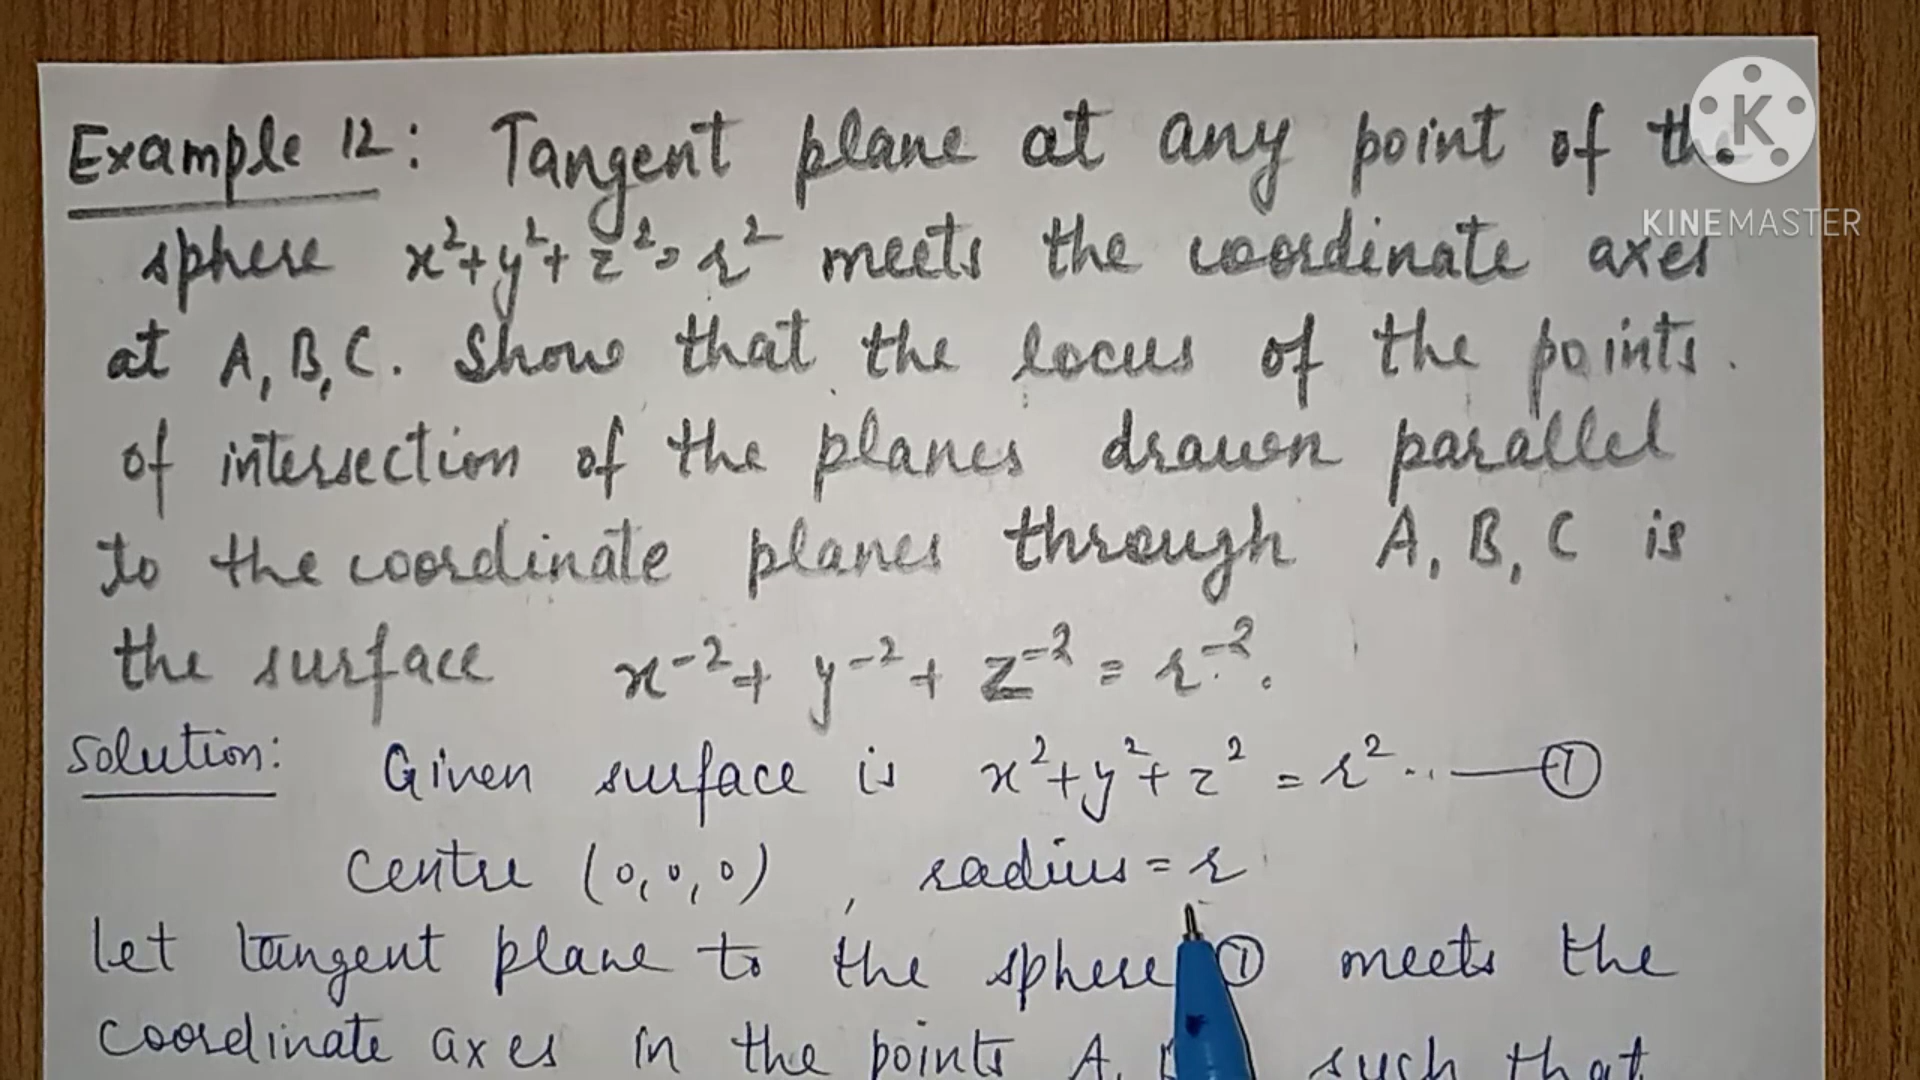 Example 12: Tangent plane at any point of the
sphere x²+y²+z²=r² meets the coordinate axes
at A, B, C. Show that the locus of the points
of intersection of the planes drawn parallel
to the coordinate planes through A, B, C is
the surface x⁻²+ y⁻²+ z⁻² = r⁻².
Solution: Given surface is x²+y²+z² = r² .. —— ①
Centre (0,0,0) , radius = r
Let tangent plane to the sphere ① meets the
coordinate axes in the points A, such that
K
KINEMASTER